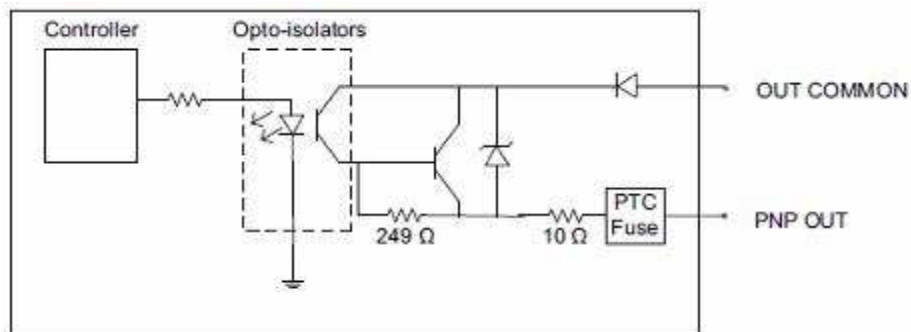 Controller
Opto-isolators
OUT COMMON
PTC
Fuse
PNP OUT
249 Ω
10 Ω